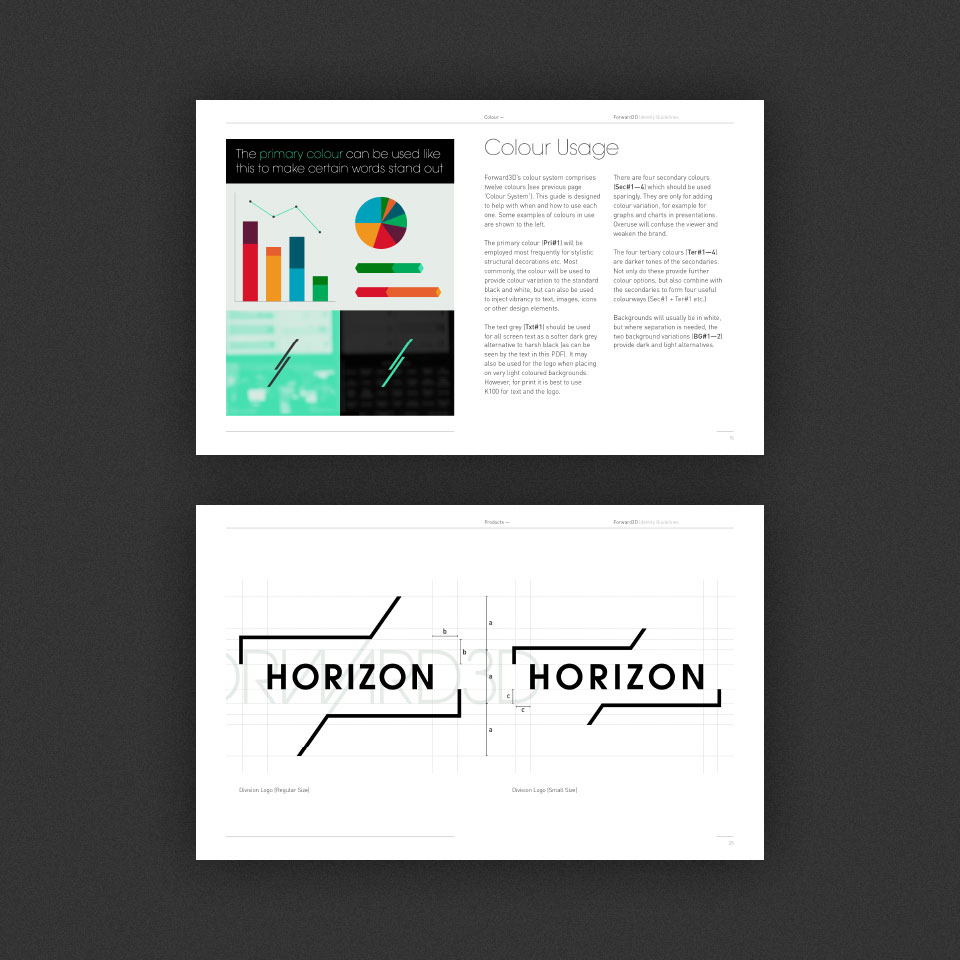 Colour —
Forward3D Identity Guidelines
The primary colour can be used like
this to make certain words stand out
Colour Usage
Forward3D's colour system comprises
twelve colours (see previous page
'Colour System'). This guide is designed
to help with when and how to use each
one. Some examples of colours in use
are shown to the left.
The primary colour (Pri#1) will be
employed most frequently for stylistic
structural decorations etc. Most
commonly, the colour will be used to
provide colour variation to the standard
black and white, but can also be used
to inject vibrancy to text, images, icons
or other design elements.
The text grey (Txt#1) should be used
for all screen text as a softer dark grey
alternative to harsh black (as can be
seen by the text in this PDF). It may
also be used for the logo when placing
on very light coloured backgrounds.
However, for print it is best to use
K100 for text and the logo.
There are four secondary colours
(Sec#1—4) which should be used
sparingly. They are only for adding
colour variation, for example for
graphs and charts in presentations.
Overuse will confuse the viewer and
weaken the brand.
The four tertiary colours (Ter#1—4)
are darker tones of the secondaries.
Not only do these provide further
colour options, but also combine with
the secondaries to form four useful
colourways (Sec#1 + Ter#1 etc.)
Backgrounds will usually be in white,
but where separation is needed, the
two background variations (BG#1—2)
provide dark and light alternatives.
Products —
Forward3D Identity Guidelines
b
b
a
a
a
HORIZON
FORWARD3D
c
c
HORIZON
Division Logo (Regular Size)
Division Logo (Small Size)